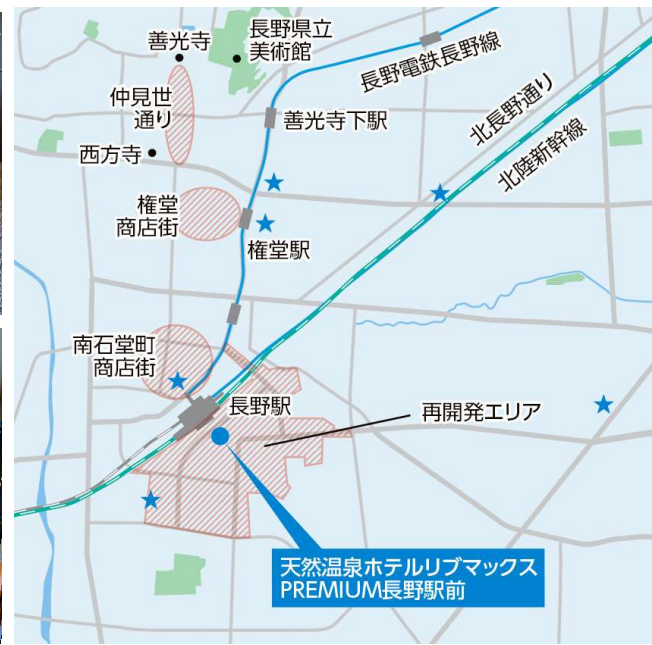 善光寺
長野県立
美術館
長野電鉄長野線
仲見世
通り
善光寺下駅
北長野通り
北陸新幹線
西方寺
権堂
商店街
権堂駅
南石堂町
商店街
長野駅
再開発エリア
天然温泉ホテルリブマックス
PREMIUM長野駅前